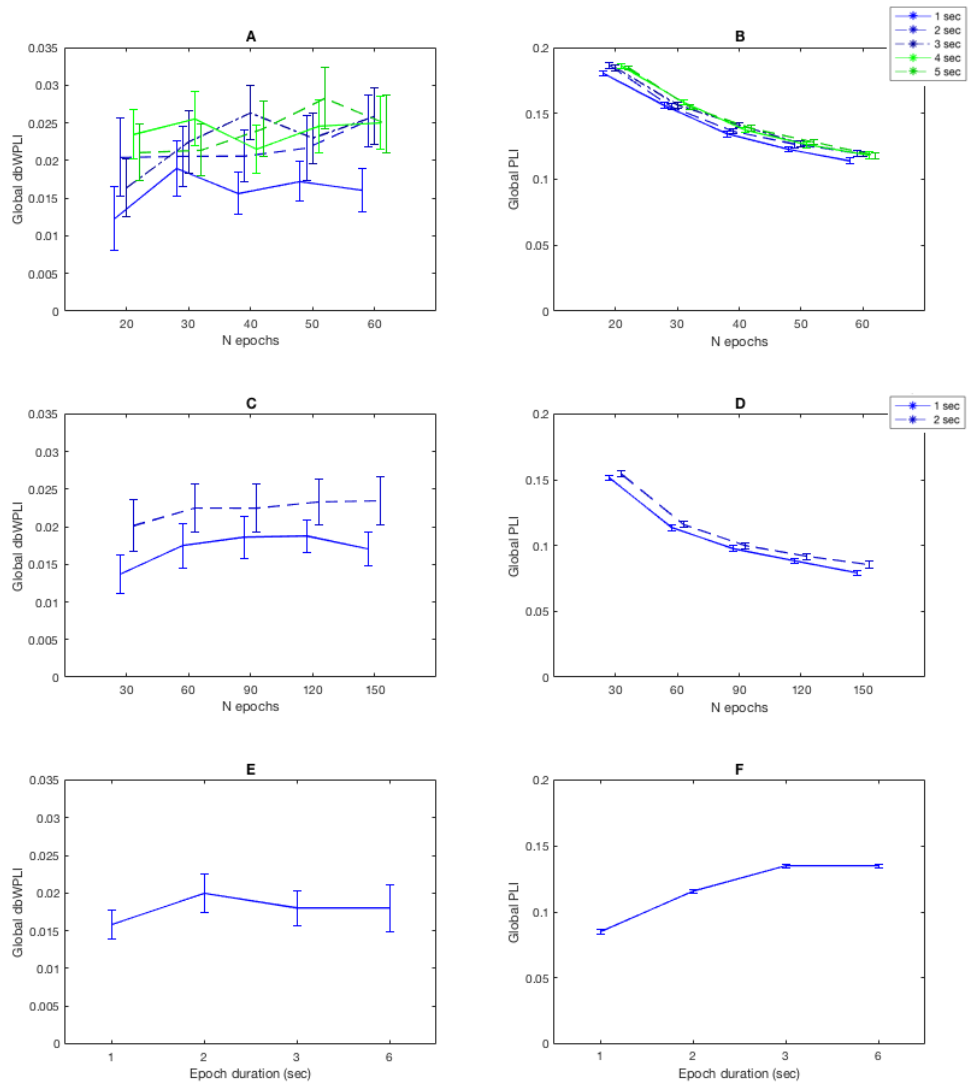 A
0.035
0.03
0.025
0.02
0.015
0.01
0.005
0
Global dbWPLI
20 30 40 50 60
N epochs
B
1 sec
2 sec
3 sec
4 sec
5 sec
0.2
0.15
0.1
0.05
0
Global PLI
20 30 40 50 60
N epochs
C
0.035
0.03
0.025
0.02
0.015
0.01
0.005
0
Global dbWPLI
30 60 90 120 150
N epochs
D
1 sec
2 sec
0.2
0.15
0.1
0.05
0
Global PLI
30 60 90 120 150
N epochs
E
0.035
0.03
0.025
0.02
0.015
0.01
0.005
0
Global dbWPLI
1 2 3 6
Epoch duration (sec)
F
0.2
0.15
0.1
0.05
0
Global PLI
1 2 3 6
Epoch duration (sec)